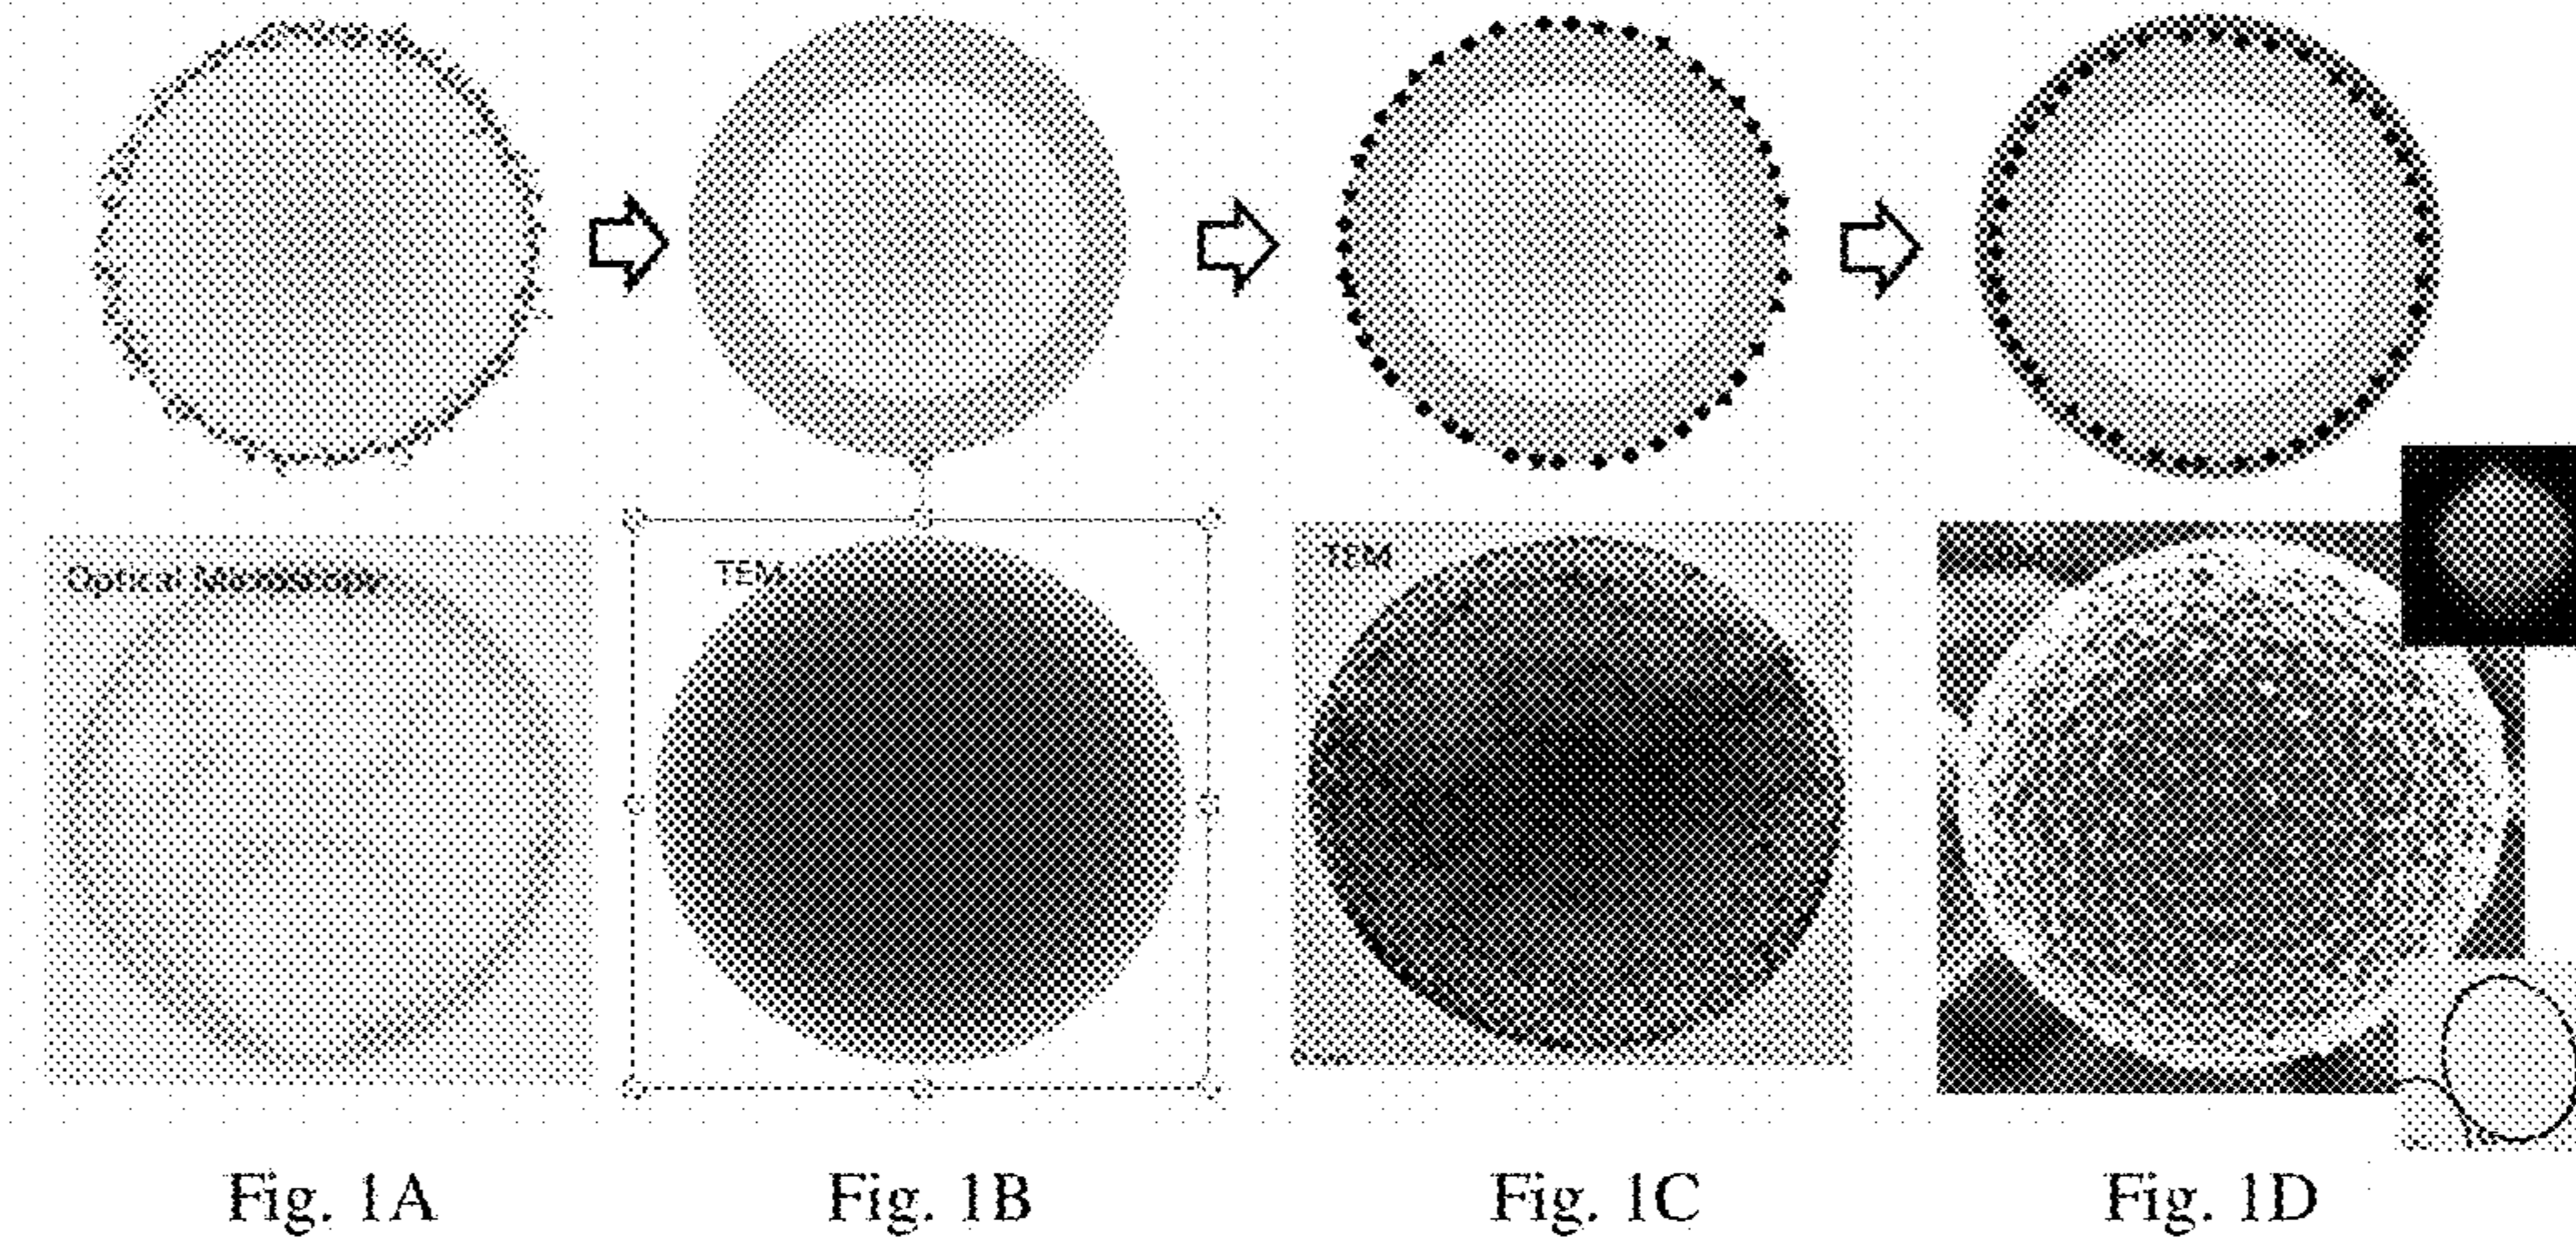 Optical Microscopy
TEM
TEM
Fig. 1A
Fig. 1B
Fig. 1C
Fig. 1D